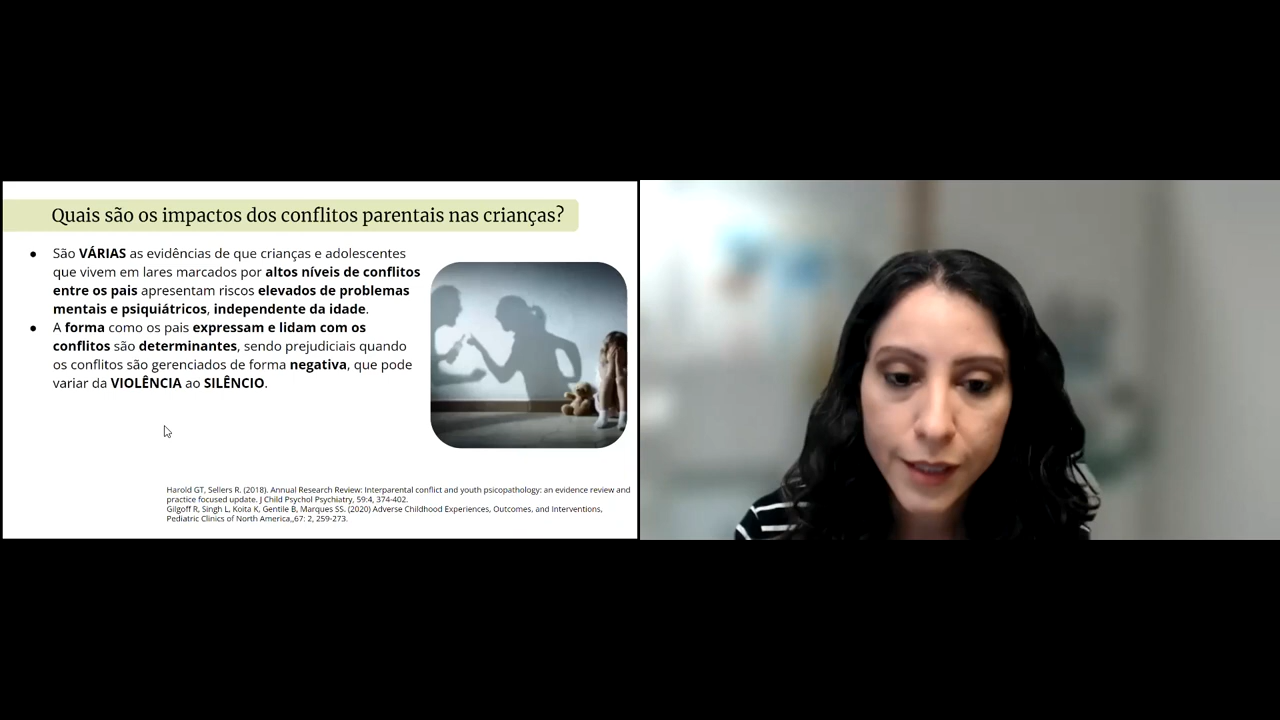 Quais são os impactos dos conflitos parentais nas crianças?
● São VÁRIAS as evidências de que crianças e adolescentes
que vivem em lares marcados por altos níveis de conflitos
entre os pais apresentam riscos elevados de problemas
mentais e psiquiátricos, independente da idade.
● A forma como os pais expressam e lidam com os
conflitos são determinantes, sendo prejudiciais quando
os conflitos são gerenciados de forma negativa, que pode
variar da VIOLÊNCIA ao SILÊNCIO.
Harold GT, Sellers R. (2018). Annual Research Review: Interparental conflict and youth psicopathology: an evidence review and
practice focused update. J Child Psychol Psychiatry, 59:4, 374-402.
Gilgoff R, Singh L, Koita K, Gentile B, Marques SS. (2020) Adverse Childhood Experiences, Outcomes, and Interventions,
Pediatric Clinics of North America,,67: 2, 259-273.